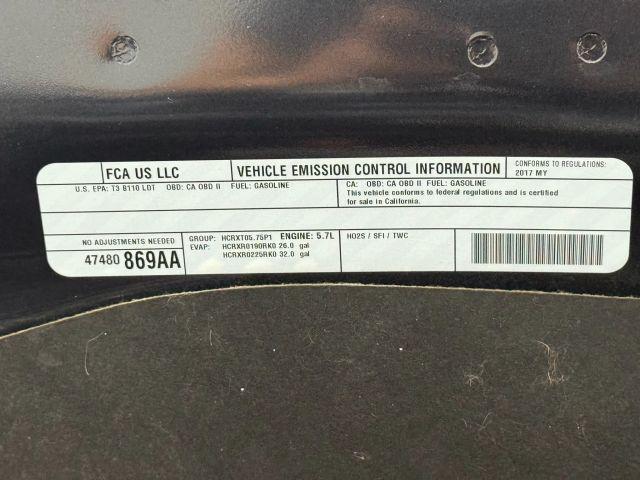 FCA US LLC
VEHICLE EMISSION CONTROL INFORMATION
CONFORMS TO REGULATIONS:
2017 MY
U.S. EPA: T3 B110 LDT OBD: CA OBD II FUEL: GASOLINE
CA: OBD: CA OBD II FUEL: GASOLINE
This vehicle conforms to federal regulations and is certified
for sale in California.
NO ADJUSTMENTS NEEDED
47480 869AA
GROUP: HCRXT05.75P1 ENGINE: 5.7L
EVAP: HCRXR0190RK0 26.0 gal
HCRXR0225RK0 32.0 gal
HO2S / SFI / TWC